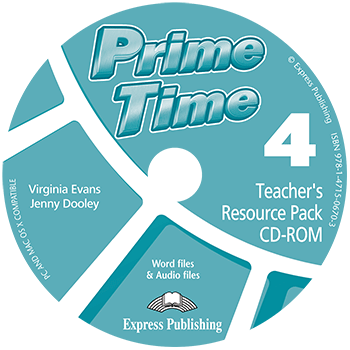 Prime
Time
4
© Express Publishing
ISBN 978-1-4715-0670-3
Teacher's
Resource Pack
CD-ROM
Virginia Evans
Jenny Dooley
PC AND MAC OS X COMPATIBLE
Word files
& Audio files
Express Publishing